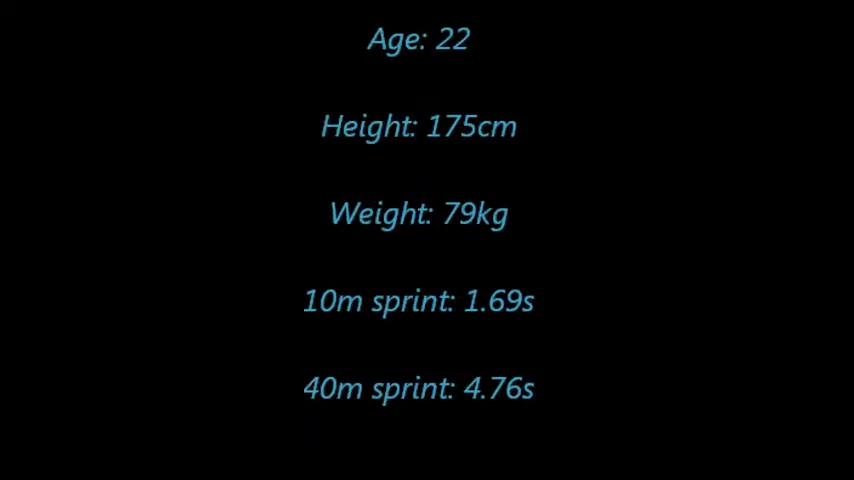 Age: 22
Height: 175cm
Weight: 79kg
10m sprint: 1.69s
40m sprint: 4.76s